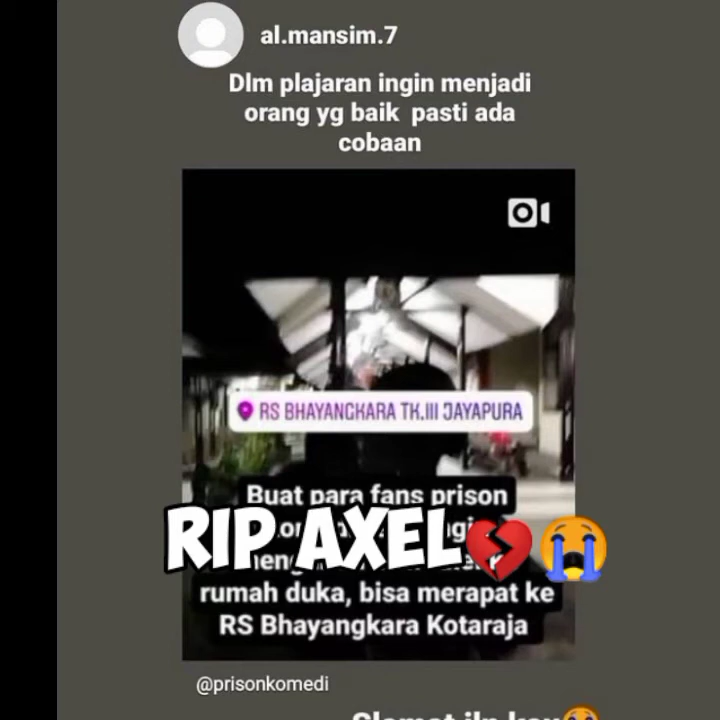 al.mansim.7
Dlm plajaran ingin menjadi
orang yg baik pasti ada
cobaan
RS BHAYANGKARA TK.III JAYAPURA
Buat para fans prison
RIP AXEL💔😭
rumah duka, bisa merapat ke
RS Bhayangkara Kotaraja
@prisonkomedi